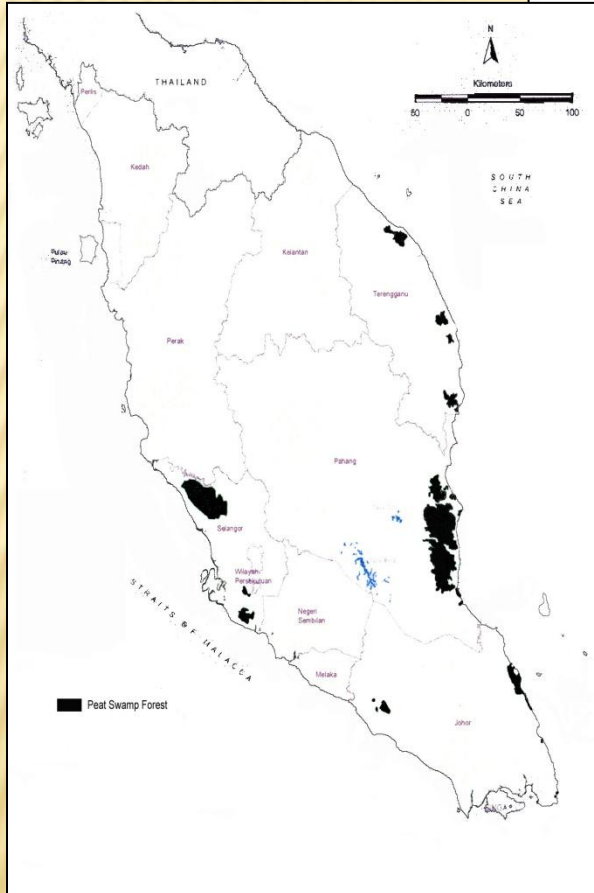 N
Kilometers
50 0 50 100
THAILAND
Perlis
Kedah
SOUTH
CHINA
SEA
Pulau
Pinang
Kelantan
Terengganu
Perak
Pahang
Selangor
Wilayah
Persekutuan
Negeri
Sembilan
STRAITS OF MALACCA
Melaka
Peat Swamp Forest
Johor